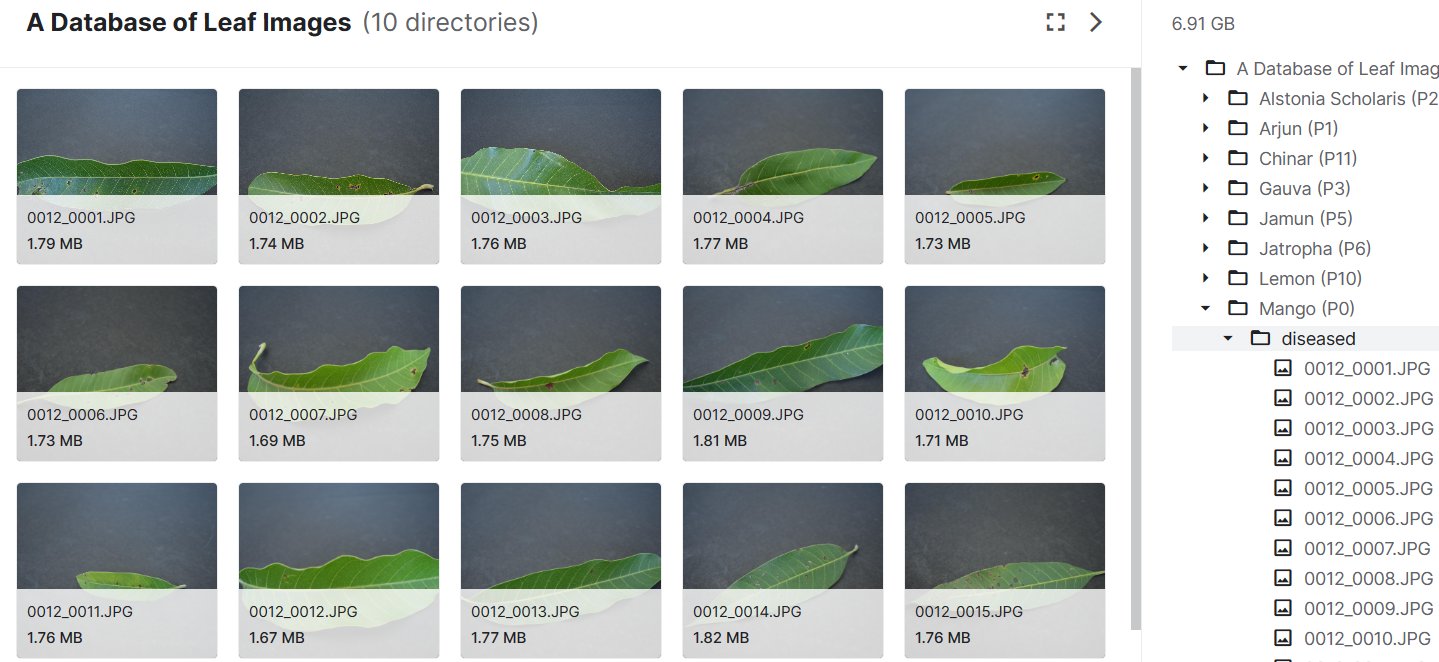 A Database of Leaf Images (10 directories)
0012_0001.JPG
1.79 MB
0012_0002.JPG
1.74 MB
0012_0003.JPG
1.76 MB
0012_0004.JPG
1.77 MB
0012_0005.JPG
1.73 MB
0012_0006.JPG
1.73 MB
0012_0007.JPG
1.69 MB
0012_0008.JPG
1.75 MB
0012_0009.JPG
1.81 MB
0012_0010.JPG
1.71 MB
0012_0011.JPG
1.76 MB
0012_0012.JPG
1.67 MB
0012_0013.JPG
1.77 MB
0012_0014.JPG
1.82 MB
0012_0015.JPG
1.76 MB
6.91 GB
A Database of Leaf Imag
Alstonia Scholaris (P2
Arjun (P1)
Chinar (P11)
Gauva (P3)
Jamun (P5)
Jatropha (P6)
Lemon (P10)
Mango (P0)
diseased
0012_0001.JPG
0012_0002.JPG
0012_0003.JPG
0012_0004.JPG
0012_0005.JPG
0012_0006.JPG
0012_0007.JPG
0012_0008.JPG
0012_0009.JPG
0012_0010.JPG